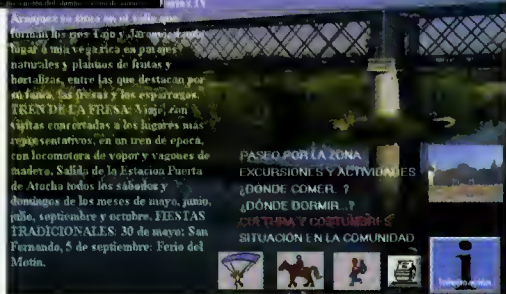 Aranjuez se sitúa en el valle que
forman los ríos Tajo y Jarama dando
lugar a una vega rica en parajes
naturales y plantíos de frutas y
hortalizas, entre las que destacan por
su fama, las fresas y los espárragos.
TREN DE LA FRESA: Viaje, con
visitas concertadas a los lugares más
representativos, en un tren de época,
con locomotora de vopor y vagones de
madera. Salida de la Estación Puerta
de Atocha todos los sábados y
domingos de los meses de mayo, junio,
julio, septiembre y octubre. FIESTAS
TRADICIONALES: 30 de mayo: San
Fernando, 5 de septiembre: Ferio del
Motín.
PASEO POR LA ZONA
EXCURSIONES Y ACTIVIDADES
¿DONDE COMER..?
¿DONDE DORMIR..?
CULTURA Y COSTUMBRES
SITUACIÓN EN LA COMUNIDAD
i
Información